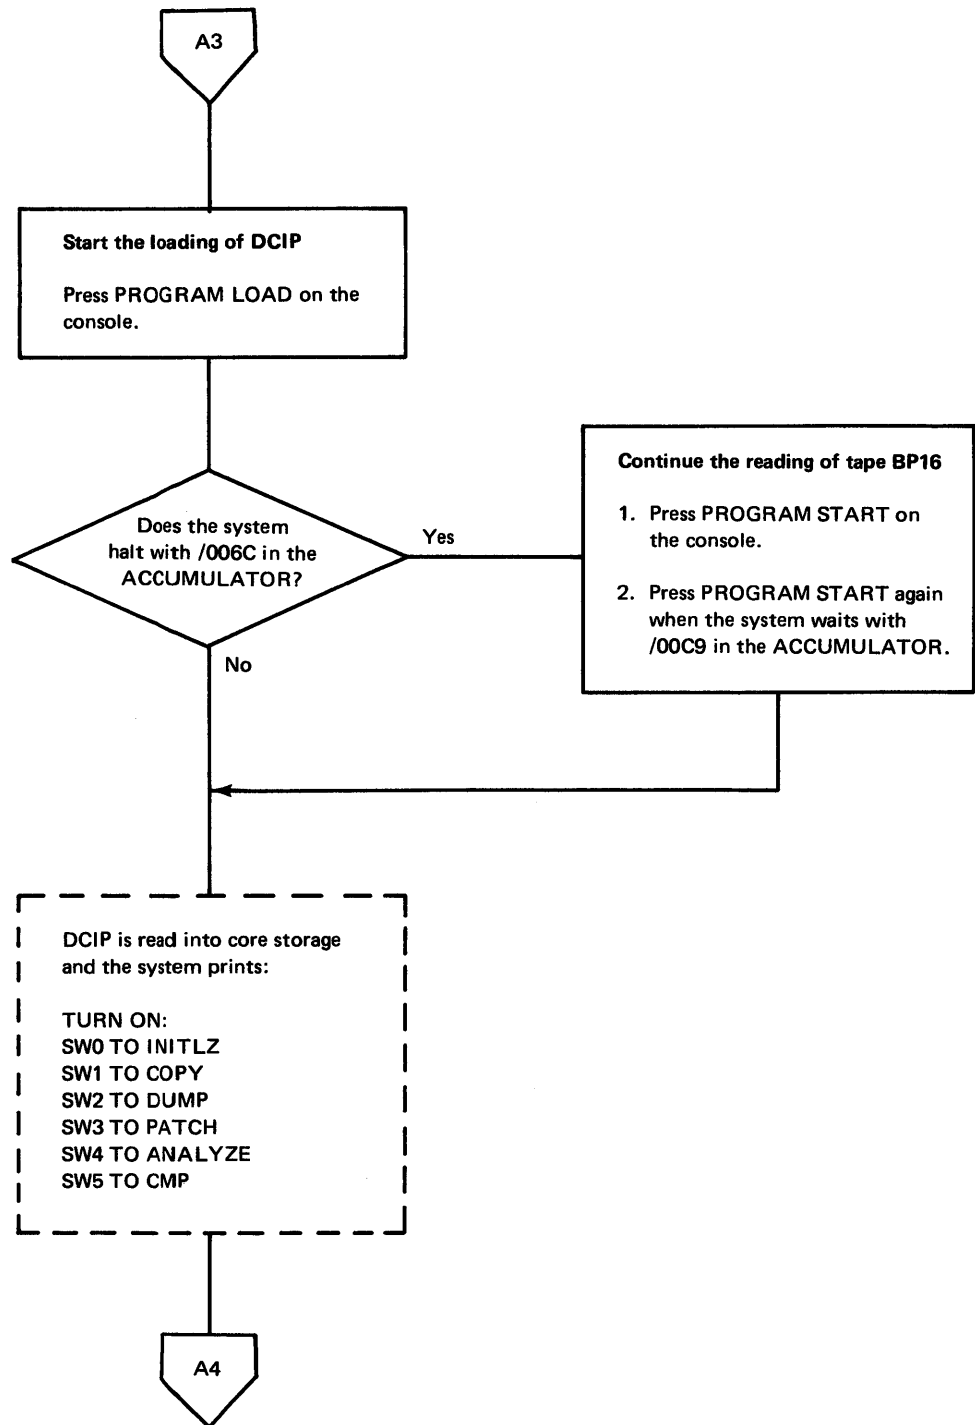 A3
Start the loading of DCIP
Press PROGRAM LOAD on the
console.
Does the system
halt with /006C in the
ACCUMULATOR?
Yes
No
Continue the reading of tape BP16
1. Press PROGRAM START on
the console.
2. Press PROGRAM START again
when the system waits with
/00C9 in the ACCUMULATOR.
DCIP is read into core storage
and the system prints:
TURN ON:
SW0 TO INITLZ
SW1 TO COPY
SW2 TO DUMP
SW3 TO PATCH
SW4 TO ANALYZE
SW5 TO CMP
A4